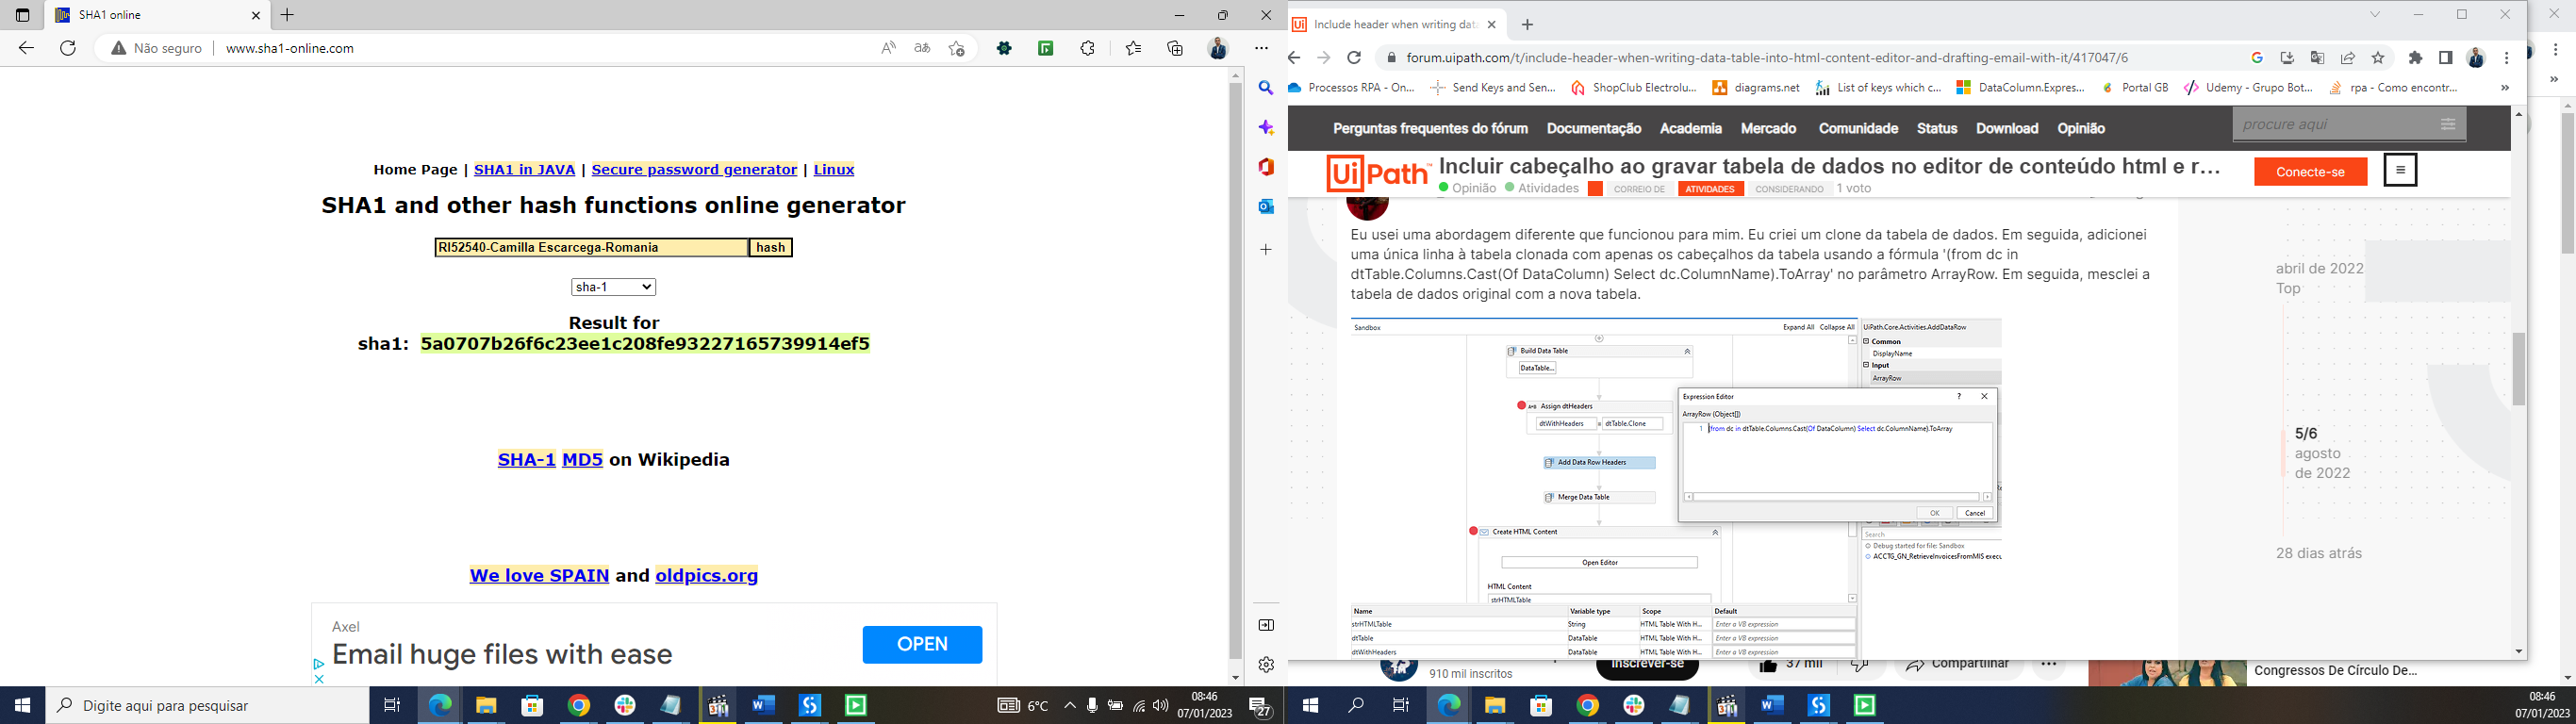 SHA1 online
Não seguro
www.sha1-online.com
Home Page | SHA1 in JAVA | Secure password generator | Linux
SHA1 and other hash functions online generator
RI52540-Camilla Escarcega-Romania
hash
sha-1
Result for
sha1: 5a0707b26f6c23ee1c208fe93227165739914ef5
SHA-1 MD5 on Wikipedia
We love SPAIN and oldpics.org
Axel
Email huge files with ease
OPEN
Digite aqui para pesquisar
6°C
08:46
07/01/2023
27
Include header when writing data
forum.uipath.com/t/include-header-when-writing-data-table-into-html-content-editor-and-drafting-email-with-it/417047/6
Processos RPA - On...
Send Keys and Sen...
ShopClub Electrolu...
diagrams.net
List of keys which c...
DataColumn.Expres...
Portal GB
Udemy - Grupo Bot...
rpa - Como encontr...
Perguntas frequentes do fórum
Documentação
Academia
Mercado
Comunidade
Status
Download
Opinião
procure aqui
UiPath
Incluir cabeçalho ao gravar tabela de dados no editor de conteúdo html e r...
Opinião
Atividades
CORREIO DE
ATIVIDADES
CONSIDERANDO
1 voto
Conecte-se
Eu usei uma abordagem diferente que funcionou para mim. Eu criei um clone da tabela de dados. Em seguida, adicionei
uma única linha à tabela clonada com apenas os cabeçalhos da tabela usando a fórmula '(from dc in
dtTable.Columns.Cast(Of DataColumn) Select dc.ColumnName).ToArray' no parâmetro ArrayRow. Em seguida, mesclei a
tabela de dados original com a nova tabela.
Sandbox
Expand All
Collapse All
Build Data Table
DataTable...
Assign dtHeaders
dtWithHeaders = dtTable.Clone
Add Data Row Headers
Merge Data Table
Create HTML Content
Open Editor
HTML Content
strHTMLTable
UiPath.Core.Activities.AddDataRow
Common
DisplayName
Input
ArrayRow
Expression Editor
ArrayRow (Object[])
1 (from dc in dtTable.Columns.Cast(Of DataColumn) Select dc.ColumnName).ToArray
OK
Cancel
Search
Debug started for file: Sandbox
ACCTG_GN_RetrieveInvoicesFromMIS execu
Name Variable type Scope Default
strHTMLTable String HTML Table With H... Enter a VB expression
dtTable DataTable HTML Table With H... Enter a VB expression
dtWithHeaders DataTable HTML Table With H... Enter a VB expression
abril de 2022
Top
5/6
agosto
de 2022
28 dias atrás
910 mil inscritos
Inscrever-se
37 mil
Compartilhar
Congressos De Círculo De...
08:46
07/01/2023